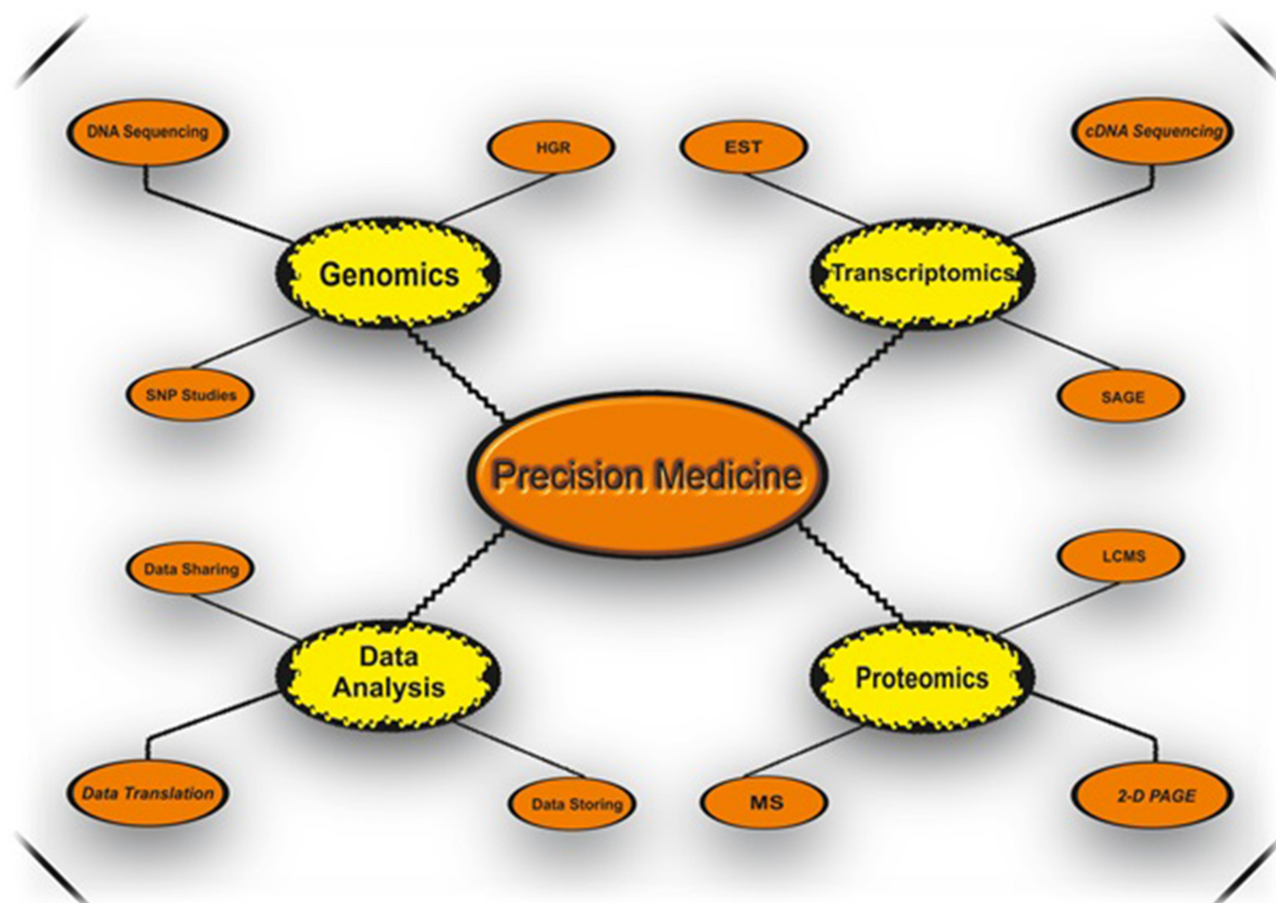 DNA Sequencing
HGR
EST
cDNA Sequencing
Genomics
Transcriptomics
SNP Studies
SAGE
Precision Medicine
Data Sharing
LCMS
Data
Analysis
Proteomics
Data Translation
Data Storing
MS
2-D PAGE